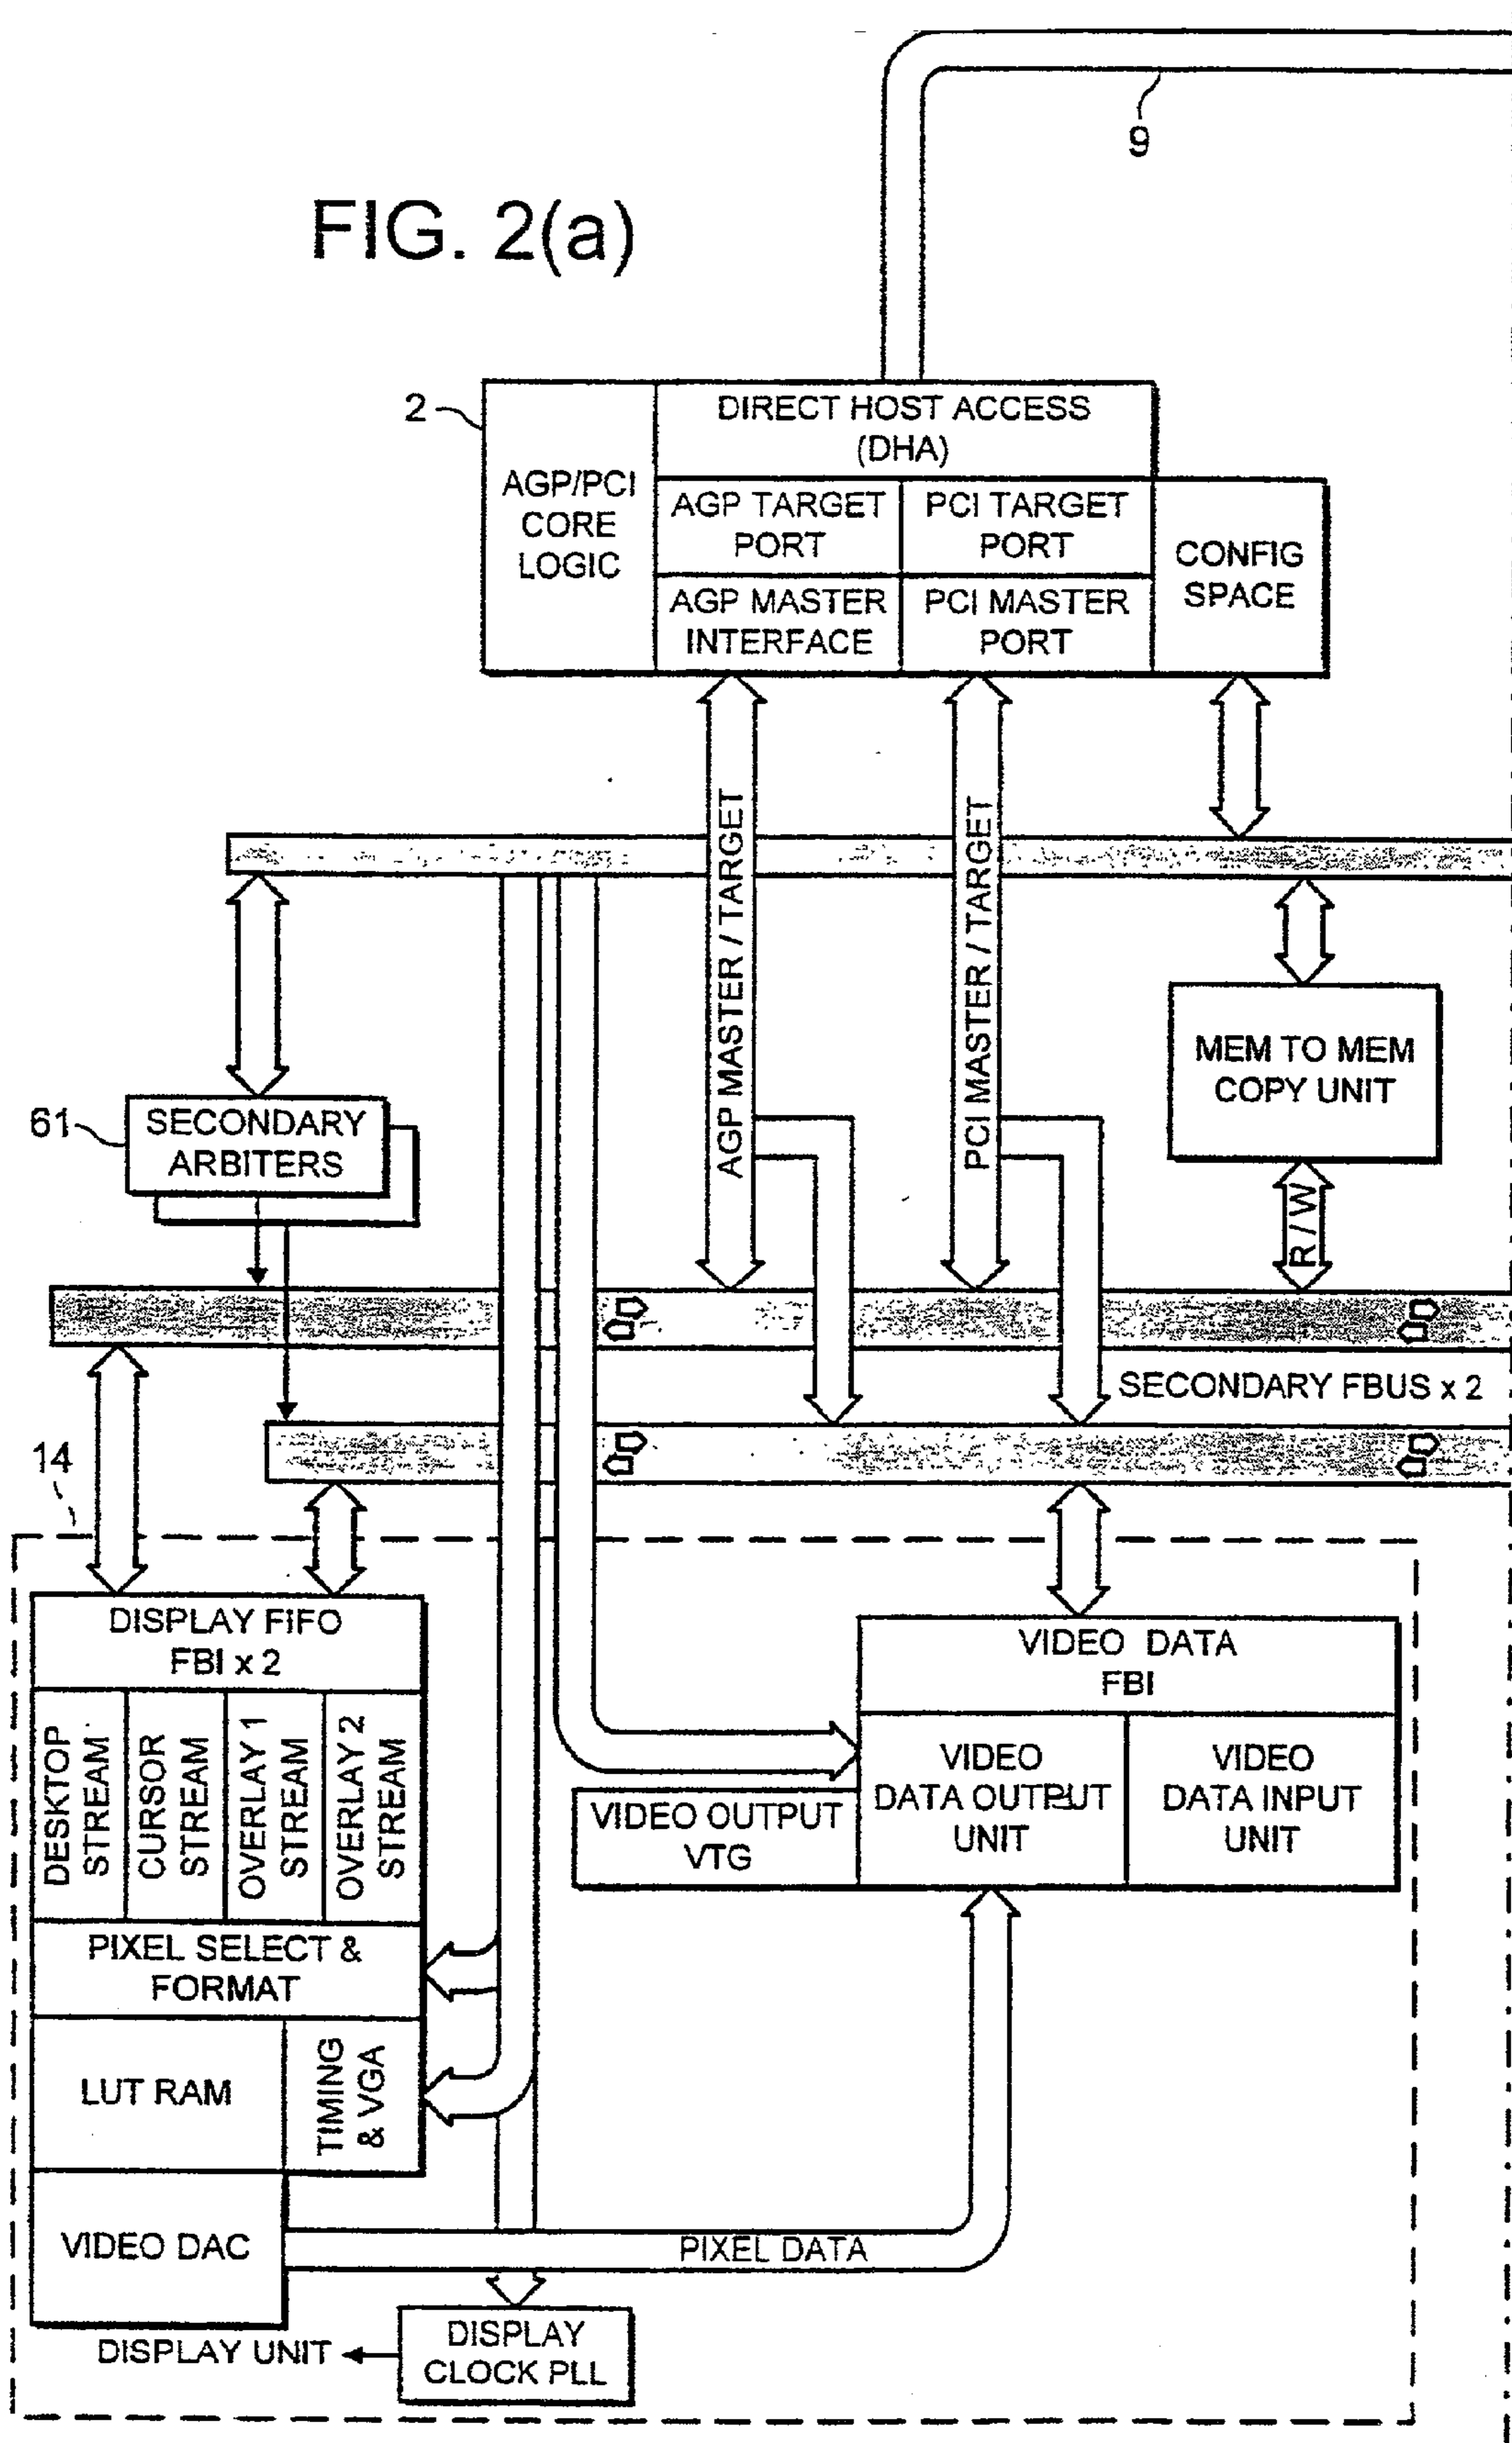 9
FIG. 2(a)
2
DIRECT HOST ACCESS
(DHA)
AGP/PCI
CORE
LOGIC
AGP TARGET
PORT
PCI TARGET
PORT
CONFIG
SPACE
AGP MASTER
INTERFACE
PCI MASTER
PORT
AGP MASTER / TARGET
PCI MASTER / TARGET
MEM TO MEM
COPY UNIT
61
SECONDARY
ARBITERS
R / W
SECONDARY FBUS x 2
14
DISPLAY FIFO
FBI x 2
DESKTOP
STREAM
CURSOR
STREAM
OVERLAY 1
STREAM
OVERLAY 2
STREAM
VIDEO DATA
FBI
VIDEO
DATA OUTPUT
UNIT
VIDEO
DATA INPUT
UNIT
VIDEO OUTPUT
VTG
PIXEL SELECT &
FORMAT
LUT RAM
TIMING
& VGA
VIDEO DAC
PIXEL DATA
DISPLAY UNIT
DISPLAY
CLOCK PLL